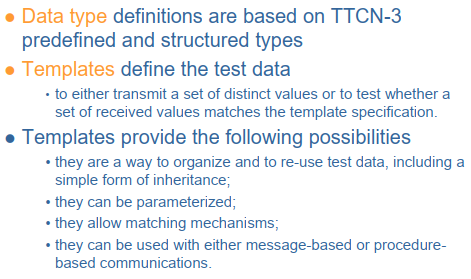 ● Data type definitions are based on TTCN-3
predefined and structured types
● Templates define the test data
• to either transmit a set of distinct values or to test whether a
set of received values matches the template specification.
● Templates provide the following possibilities
• they are a way to organize and to re-use test data, including a
simple form of inheritance;
• they can be parameterized;
• they allow matching mechanisms;
• they can be used with either message-based or procedure-
based communications.